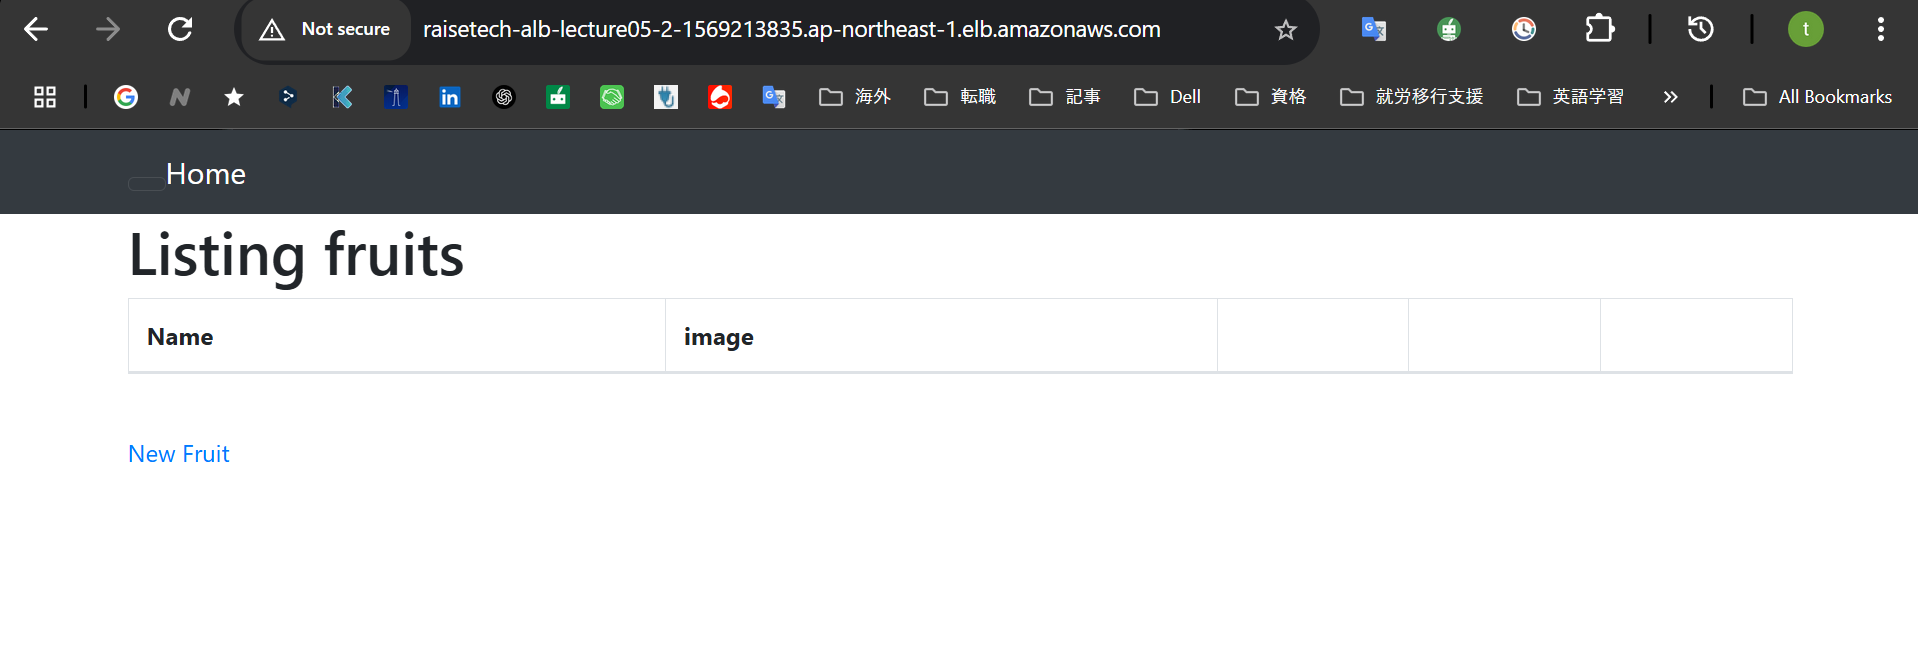 Not secure raisetech-alb-lecture05-2-1569213835.ap-northeast-1.elb.amazonaws.com t
海外 転職 記事 Dell 資格 就労移行支援 英語学習 » All Bookmarks
Home
Listing fruits
Name image
New Fruit